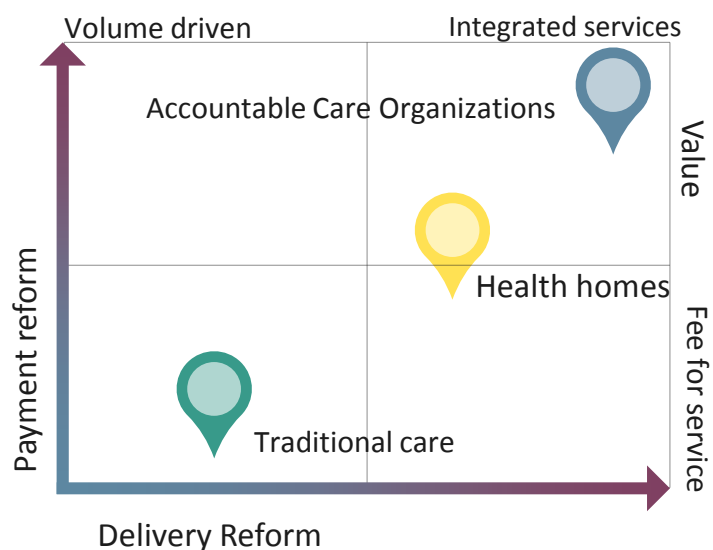 Volume driven
Integrated services
Accountable Care Organizations
Value
Health homes
Payment reform
Fee for service
Traditional care
Delivery Reform